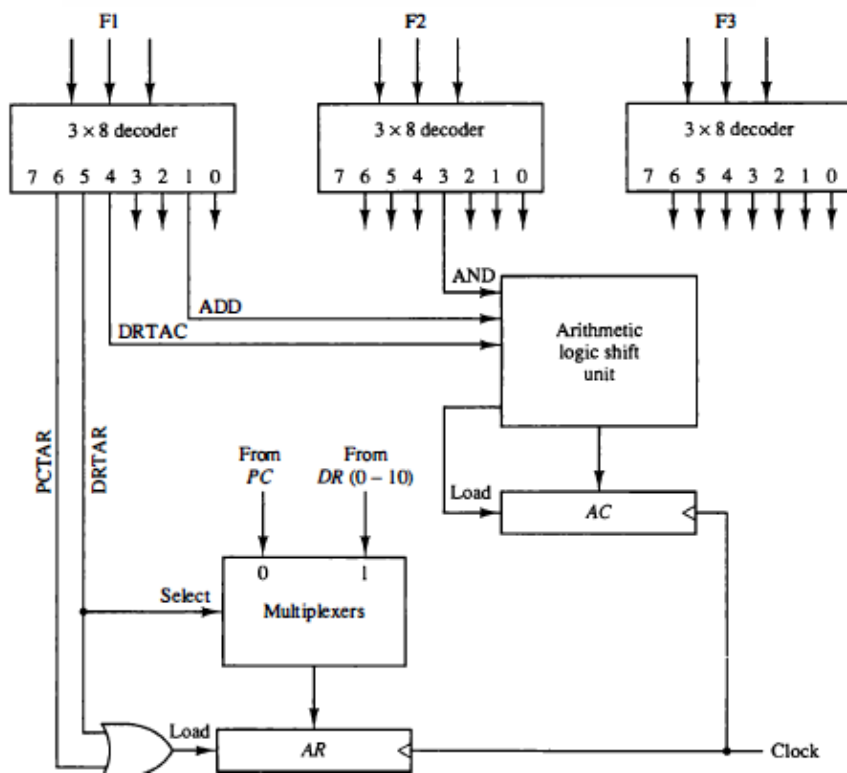 F1 F2 F3
3 × 8 decoder 3 × 8 decoder 3 × 8 decoder
7 6 5 4 3 2 1 0 7 6 5 4 3 2 1 0 7 6 5 4 3 2 1 0
AND
ADD
DRTAC
Arithmetic
logic shift
unit
PCTAR
DRTAR
From
PC
From
DR (0 – 10)
Load
AC
0 1
Select
Multiplexers
Load
AR
Clock